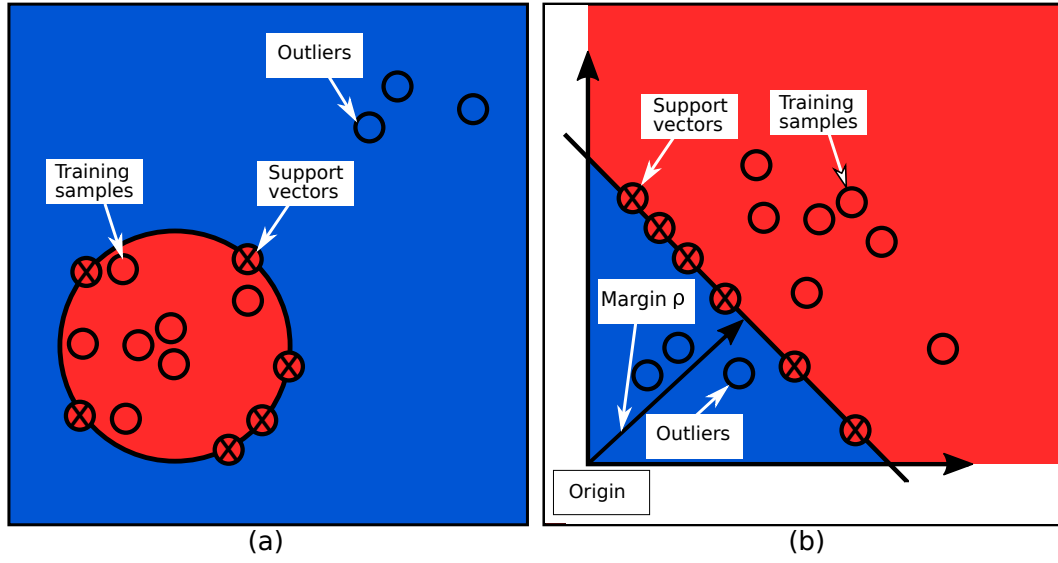 Outliers
Training
samples
Support
vectors
(a)
Support
vectors
Training
samples
Margin ρ
Outliers
Origin
(b)